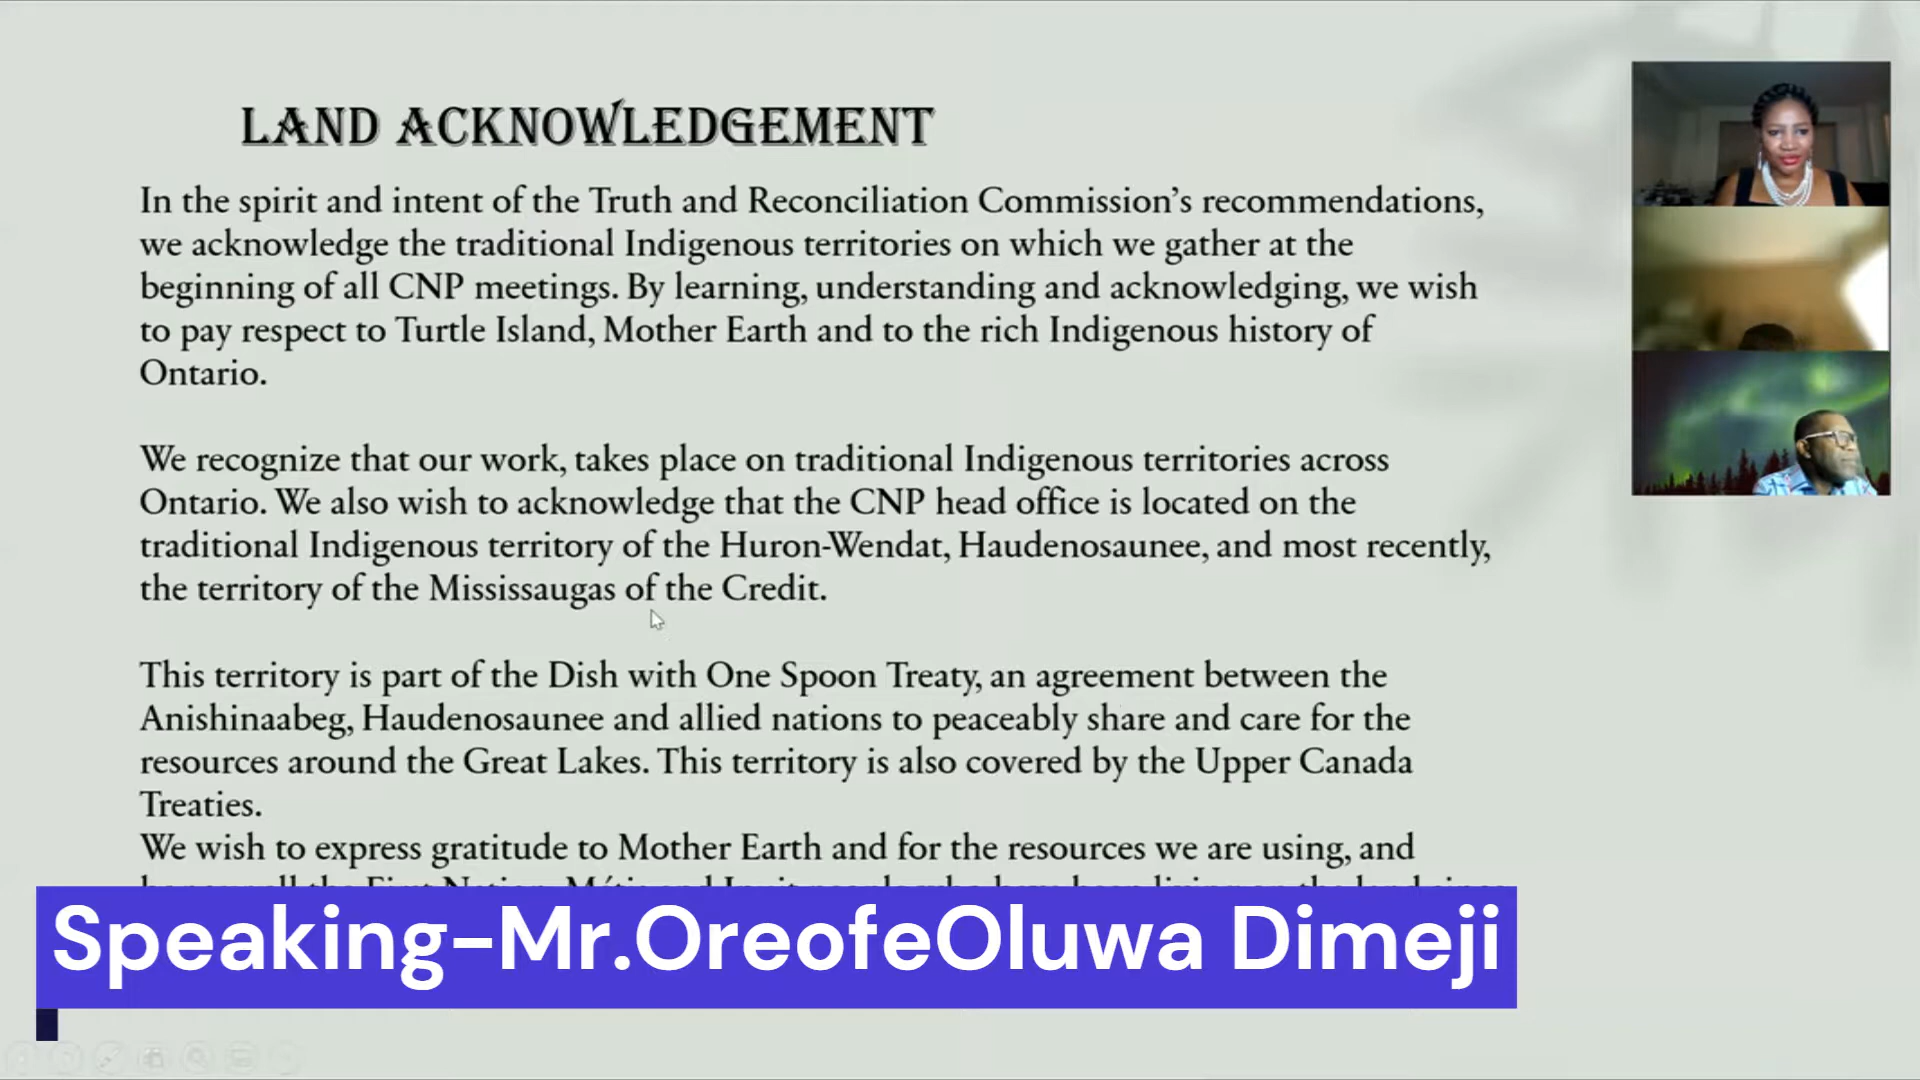 LAND ACKNOWLEDGEMENT
In the spirit and intent of the Truth and Reconciliation Commission’s recommendations,
we acknowledge the traditional Indigenous territories on which we gather at the
beginning of all CNP meetings. By learning, understanding and acknowledging, we wish
to pay respect to Turtle Island, Mother Earth and to the rich Indigenous history of
Ontario.
We recognize that our work, takes place on traditional Indigenous territories across
Ontario. We also wish to acknowledge that the CNP head office is located on the
traditional Indigenous territory of the Huron-Wendat, Haudenosaunee, and most recently,
the territory of the Mississaugas of the Credit.
This territory is part of the Dish with One Spoon Treaty, an agreement between the
Anishinaabeg, Haudenosaunee and allied nations to peaceably share and care for the
resources around the Great Lakes. This territory is also covered by the Upper Canada
Treaties.
We wish to express gratitude to Mother Earth and for the resources we are using, and
Speaking-Mr.OreofeOluwa Dimeji